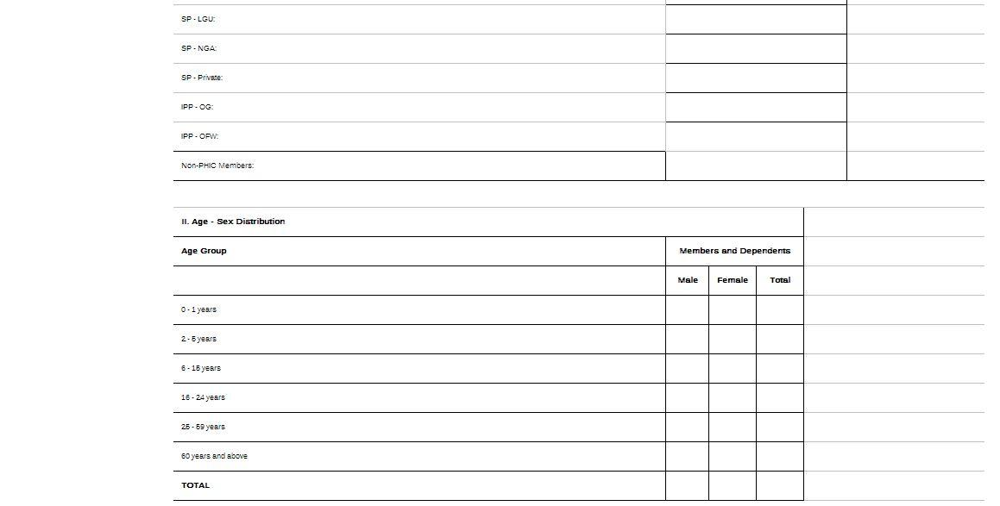 SP - LGU:
SP - NGA:
SP - Private:
IPP - OG:
IPP - OFW:
Non-PHIC Members:
II. Age - Sex Distribution
Age Group Members and Dependents
Male Female Total
0 - 1 years
2 - 5 years
6 - 15 years
16 - 24 years
25 - 59 years
60 years and above
TOTAL